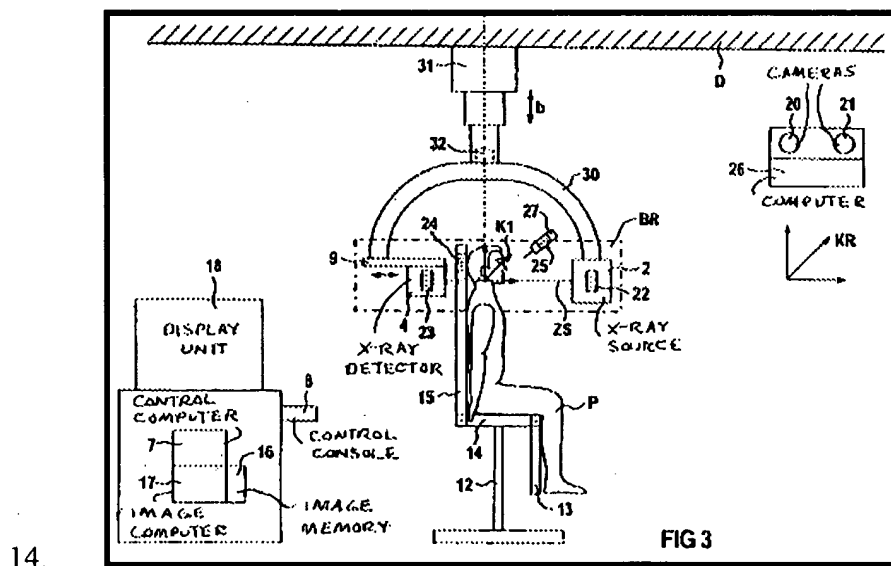 31
D
CAMERAS
20
21
b
32
26
COMPUTER
30
27
BR
24
K1
25
KR
9
2
18
4
23
ZS
22
DISPLAY
UNIT
X-RAY
DETECTOR
X-RAY
SOURCE
8
15
P
CONTROL
COMPUTER
CONTROL
CONSOLE
7
16
14
17
12
13
IMAGE
COMPUTER
IMAGE
MEMORY
FIG 3
14.